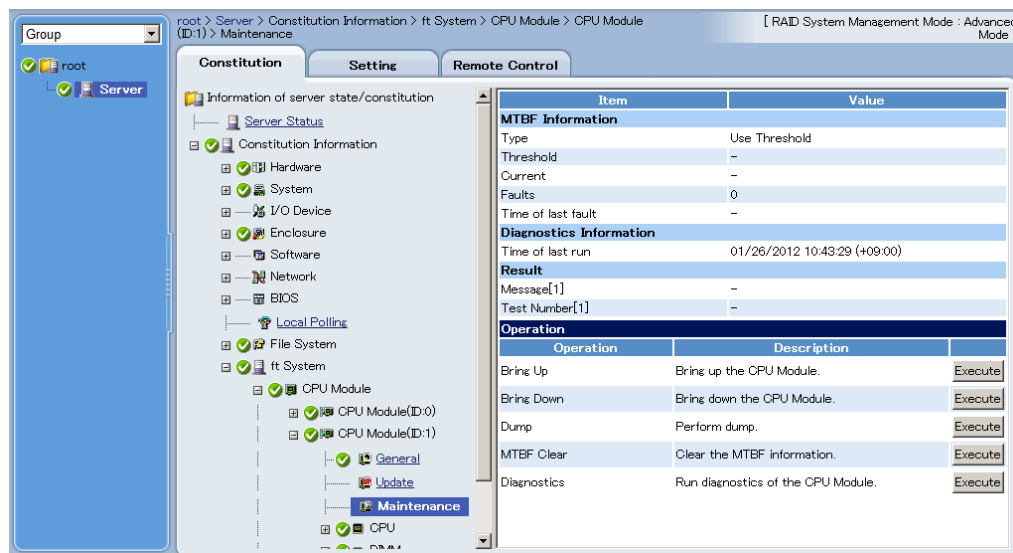 Group
root
Server
root > Server > Constitution Information > ft System > CPU Module > CPU Module
(ID:1) > Maintenance
[ RAID System Management Mode : Advanced
Mode
Constitution
Setting
Remote Control
Information of server state/constitution
Server Status
Constitution Information
Hardware
System
I/O Device
Enclosure
Software
Network
BIOS
Local Polling
File System
ft System
CPU Module
CPU Module(ID:0)
CPU Module(ID:1)
General
Update
Maintenance
CPU
DIMM
Item Value
MTBF Information
Type Use Threshold
Threshold -
Current -
Faults 0
Time of last fault -
Diagnostics Information
Time of last run 01/26/2012 10:43:29 (+09:00)
Result
Message[1] -
Test Number[1] -
Operation
Operation Description
Bring Up Bring up the CPU Module. Execute
Bring Down Bring down the CPU Module. Execute
Dump Perform dump. Execute
MTBF Clear Clear the MTBF information. Execute
Diagnostics Run diagnostics of the CPU Module. Execute